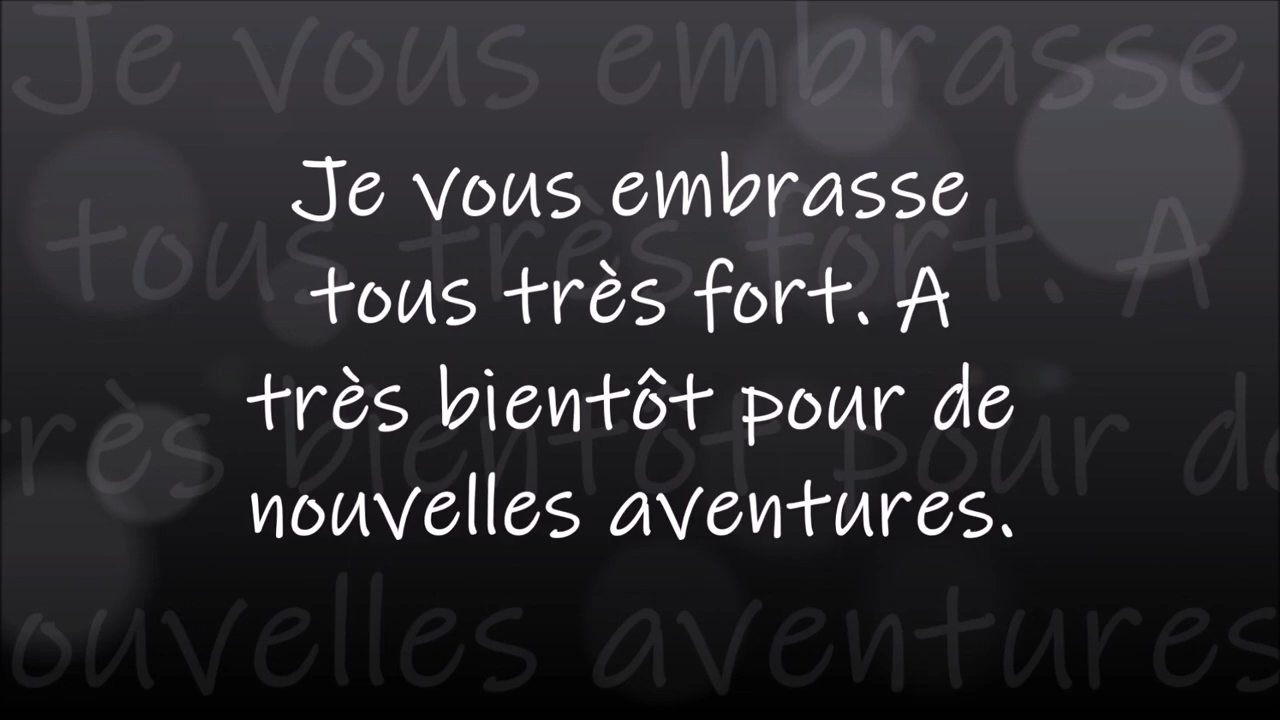 Je vous embrasse
tous très fort. A
très bientôt pour de
nouvelles aventures.